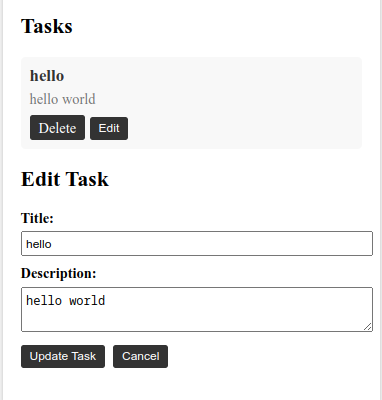 Tasks
hello
hello world
Delete Edit
Edit Task
Title:
hello
Description:
hello world
Update Task Cancel